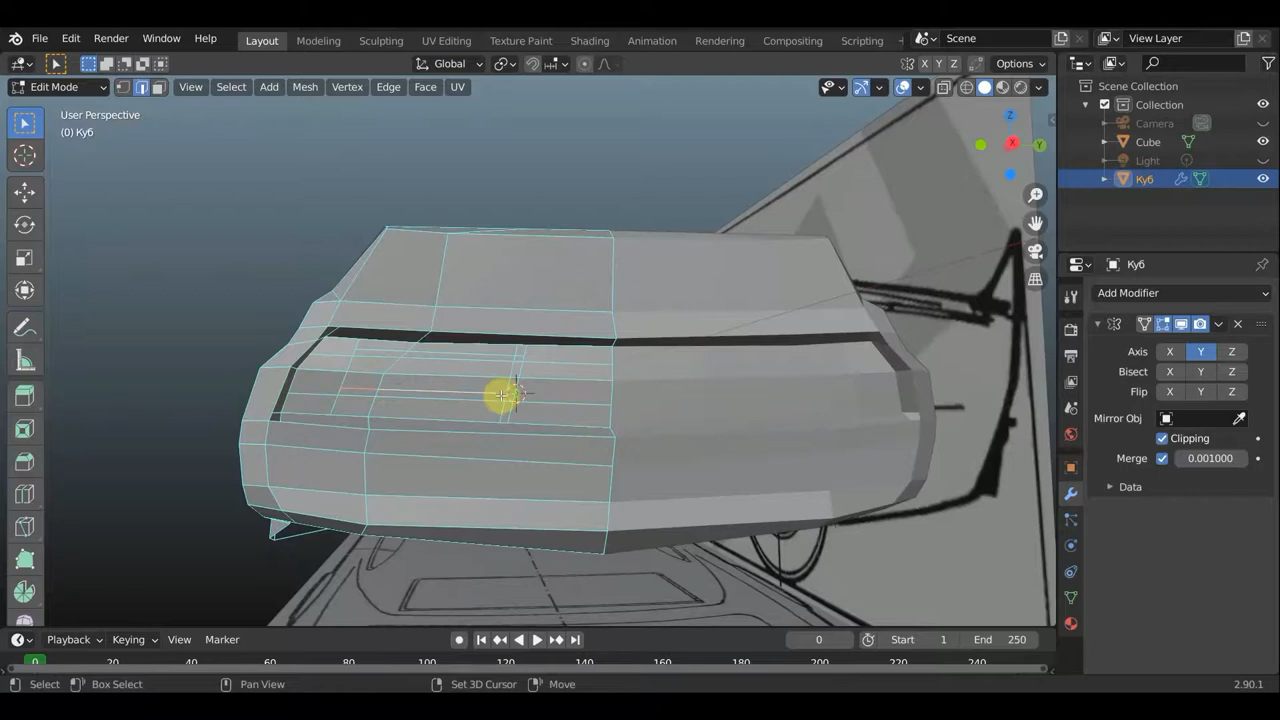 File Edit Render Window Help Layout Modeling Sculpting UV Editing Texture Paint Shading Animation Rendering Compositing Scripting Scene View Layer
Global Options
Edit Mode View Select Add Mesh Vertex Edge Face UV X Y Z
User Perspective
(0) Куб
Z
X
Y
Scene Collection
Collection
Camera
Cube
Light
Куб
Куб
Add Modifier
Axis X Y Z
Bisect X Y Z
Flip X Y Z
Mirror Obj
Clipping
Merge 0.001000
Data
Playback Keying View Marker 0 Start 1 End 250
0 20 40 60 80 100 120 140 160 180 200 220 240
Select Box Select Pan View Set 3D Cursor Move 2.90.1